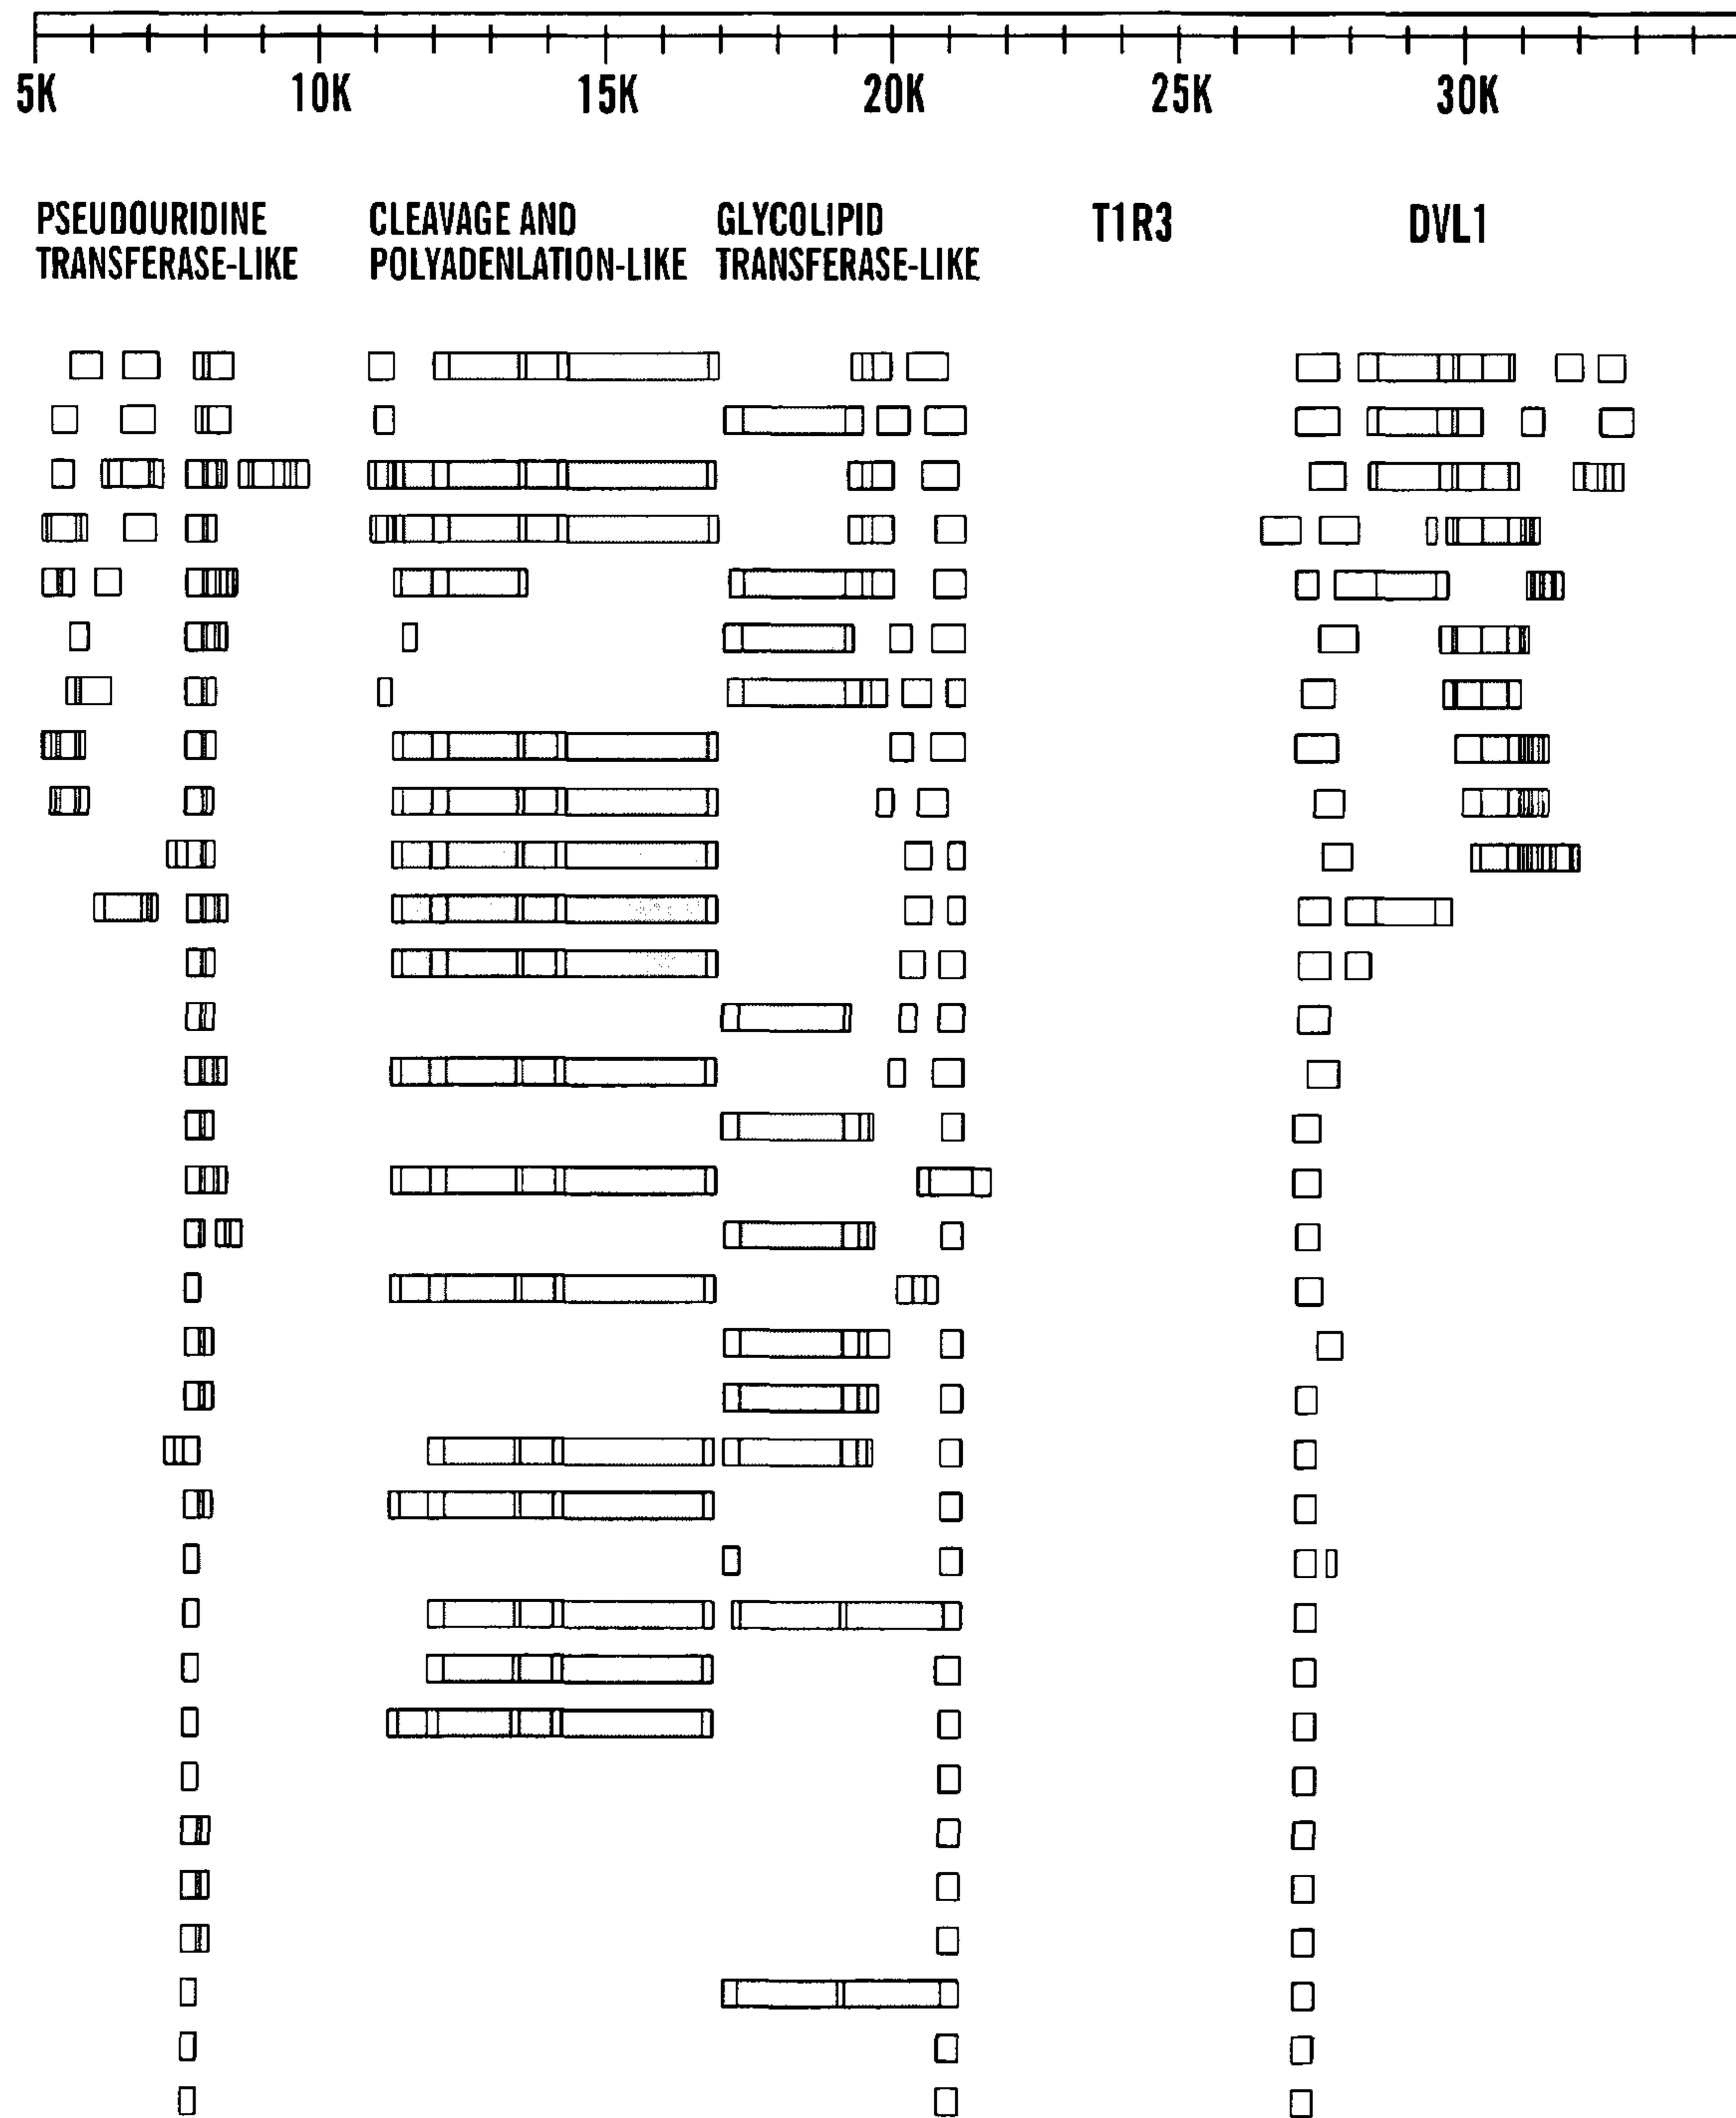 5K 10K 15K 20K 25K 30K
PSEUDOURIDINE
TRANSFERASE-LIKE
CLEAVAGE AND
POLYADENLATION-LIKE
GLYCOLIPID
TRANSFERASE-LIKE
T1R3
DVL1